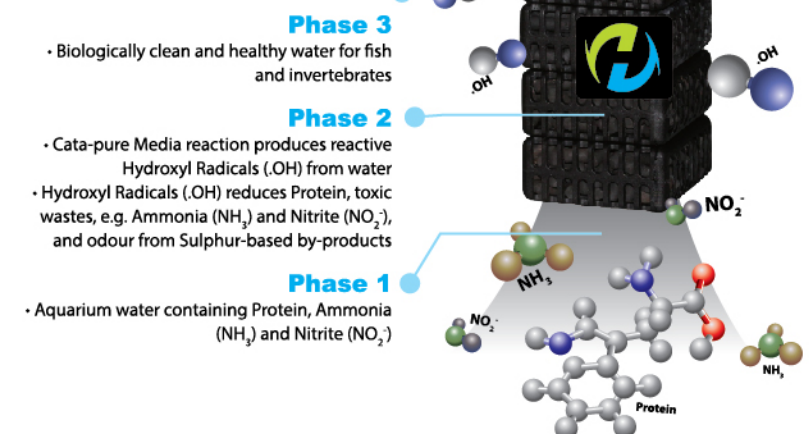 Phase 3
• Biologically clean and healthy water for fish
and invertebrates
.OH
.OH
Phase 2
• Cata-pure Media reaction produces reactive
Hydroxyl Radicals (.OH) from water
• Hydroxyl Radicals (.OH) reduces Protein, toxic
wastes, e.g. Ammonia (NH₃) and Nitrite (NO₂⁻),
and odour from Sulphur-based by-products
NO₂⁻
NH₃
Phase 1
• Aquarium water containing Protein, Ammonia
(NH₃) and Nitrite (NO₂⁻)
NO₂⁻
NH₃
Protein